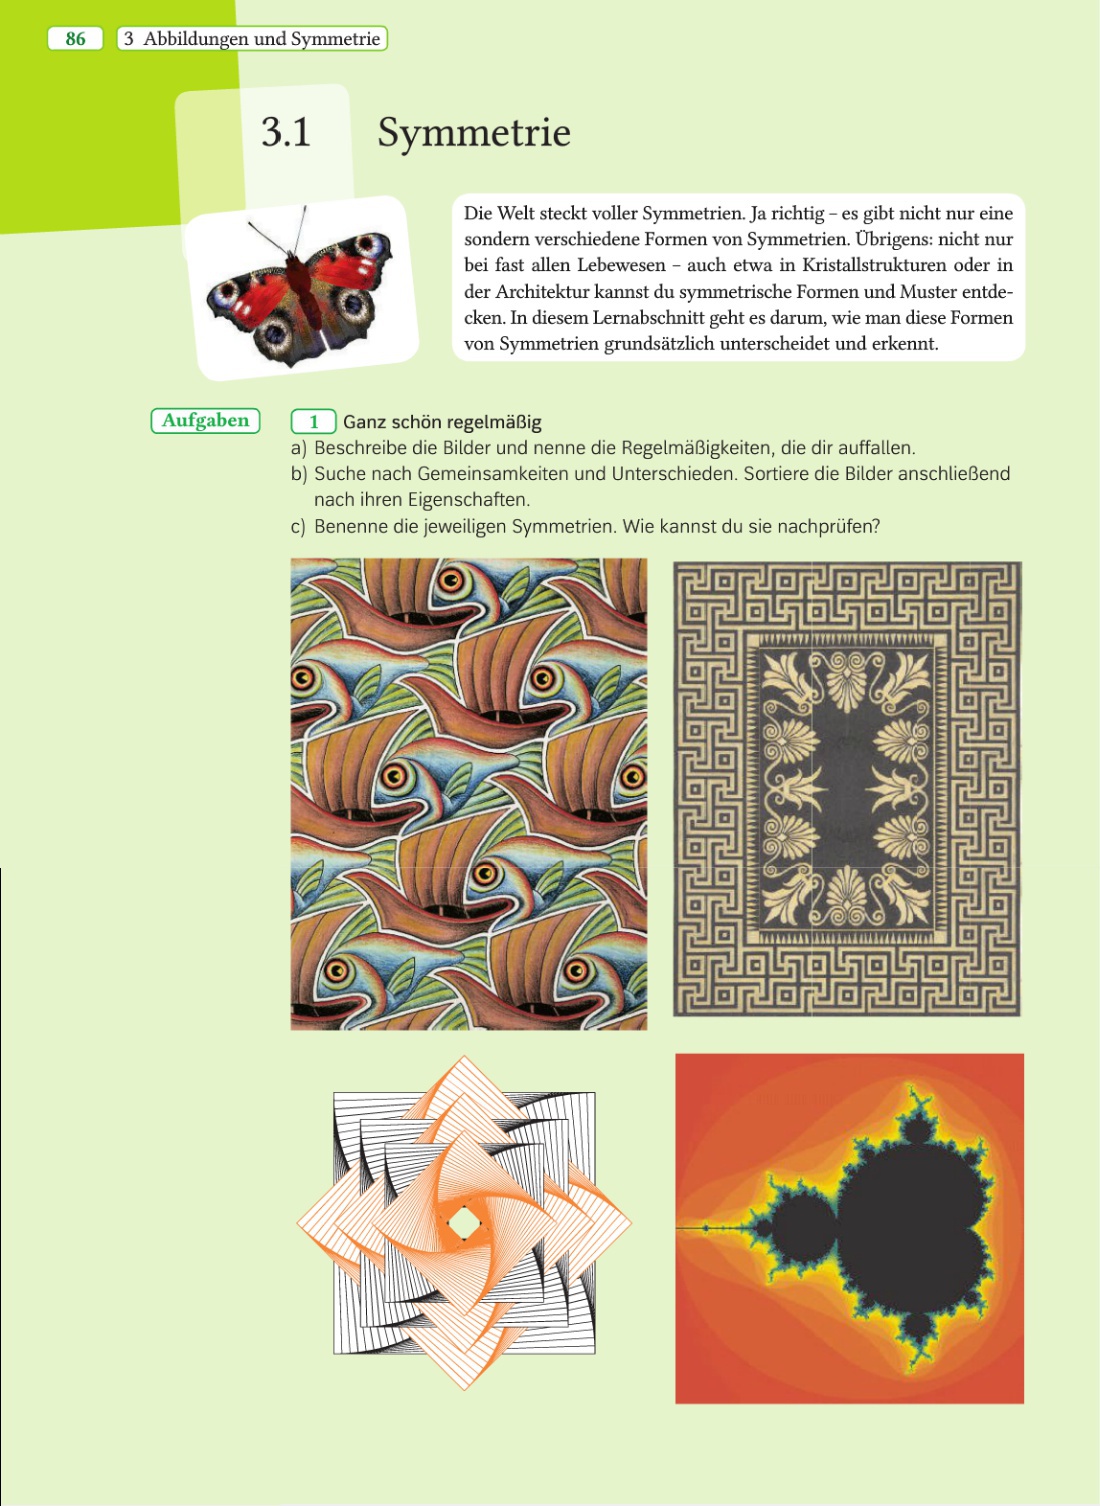 86 3 Abbildungen und Symmetrie
3.1 Symmetrie
Die Welt steckt voller Symmetrien. Ja richtig – es gibt nicht nur eine
sondern verschiedene Formen von Symmetrien. Übrigens: nicht nur
bei fast allen Lebewesen – auch etwa in Kristallstrukturen oder in
der Architektur kannst du symmetrische Formen und Muster entde-
cken. In diesem Lernabschnitt geht es darum, wie man diese Formen
von Symmetrien grundsätzlich unterscheidet und erkennt.
Aufgaben 1 Ganz schön regelmäßig
a) Beschreibe die Bilder und nenne die Regelmäßigkeiten, die dir auffallen.
b) Suche nach Gemeinsamkeiten und Unterschieden. Sortiere die Bilder anschließend
nach ihren Eigenschaften.
c) Benenne die jeweiligen Symmetrien. Wie kannst du sie nachprüfen?